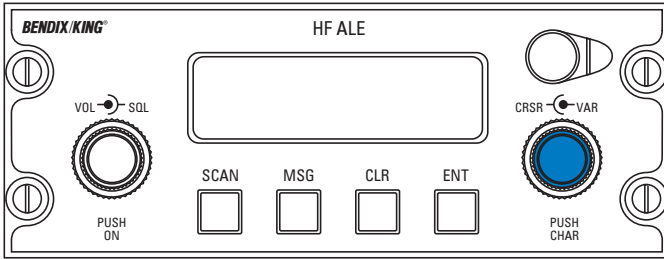 BENDIX/KING®
HF ALE
VOL SQL
CRSR VAR
SCAN MSG CLR ENT
PUSH
ON
PUSH
CHAR